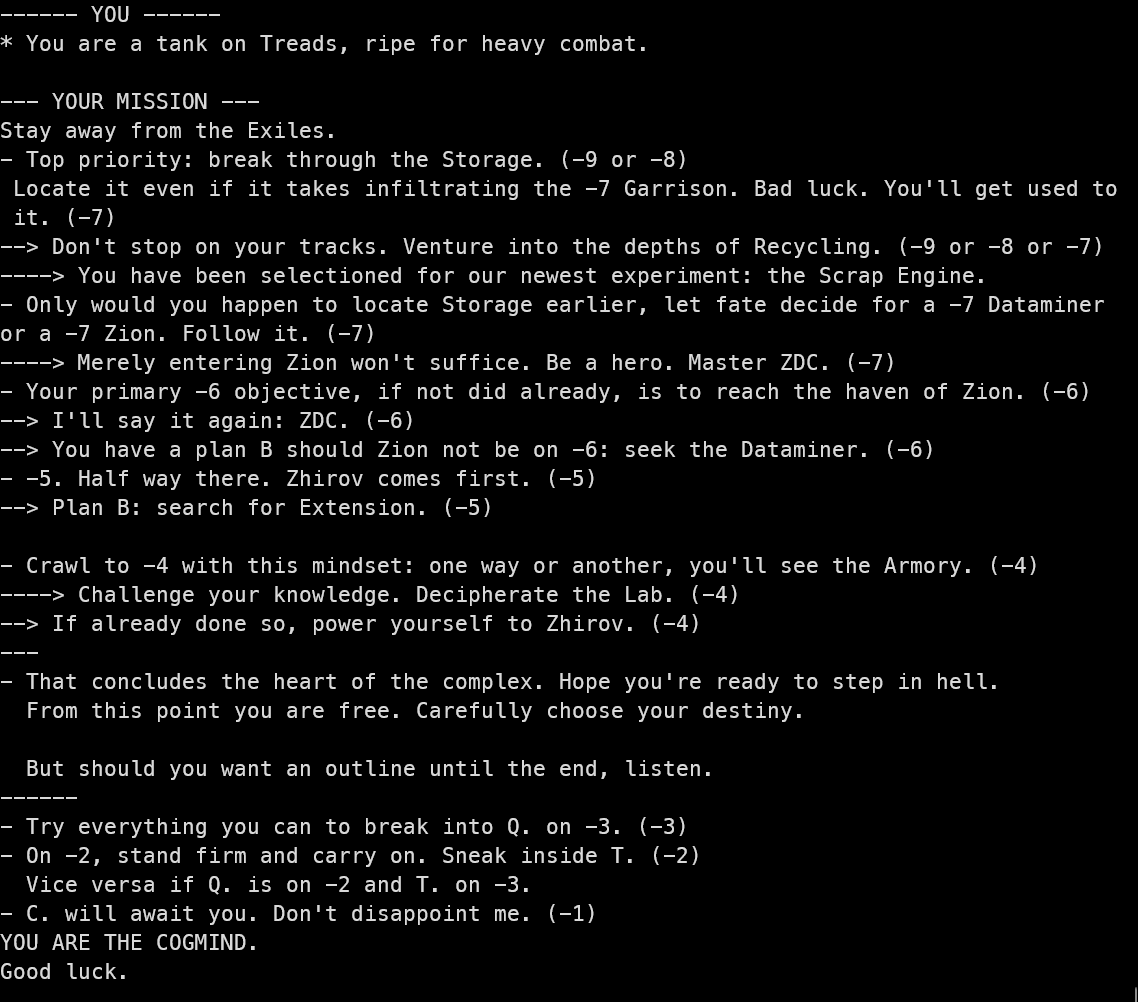 ------ YOU ------
* You are a tank on Treads, ripe for heavy combat.
--- YOUR MISSION ---
Stay away from the Exiles.
- Top priority: break through the Storage. (-9 or -8)
Locate it even if it takes infiltrating the -7 Garrison. Bad luck. You'll get used to
it. (-7)
--> Don't stop on your tracks. Venture into the depths of Recycling. (-9 or -8 or -7)
----> You have been selectioned for our newest experiment: the Scrap Engine.
- Only would you happen to locate Storage earlier, let fate decide for a -7 Dataminer
or a -7 Zion. Follow it. (-7)
----> Merely entering Zion won't suffice. Be a hero. Master ZDC. (-7)
- Your primary -6 objective, if not did already, is to reach the haven of Zion. (-6)
--> I'll say it again: ZDC. (-6)
--> You have a plan B should Zion not be on -6: seek the Dataminer. (-6)
- -5. Half way there. Zhirov comes first. (-5)
--> Plan B: search for Extension. (-5)
- Crawl to -4 with this mindset: one way or another, you'll see the Armory. (-4)
----> Challenge your knowledge. Decipherate the Lab. (-4)
--> If already done so, power yourself to Zhirov. (-4)
---
- That concludes the heart of the complex. Hope you're ready to step in hell.
From this point you are free. Carefully choose your destiny.
But should you want an outline until the end, listen.
------
- Try everything you can to break into Q. on -3. (-3)
- On -2, stand firm and carry on. Sneak inside T. (-2)
Vice versa if Q. is on -2 and T. on -3.
- C. will await you. Don't disappoint me. (-1)
YOU ARE THE COGMIND.
Good luck.